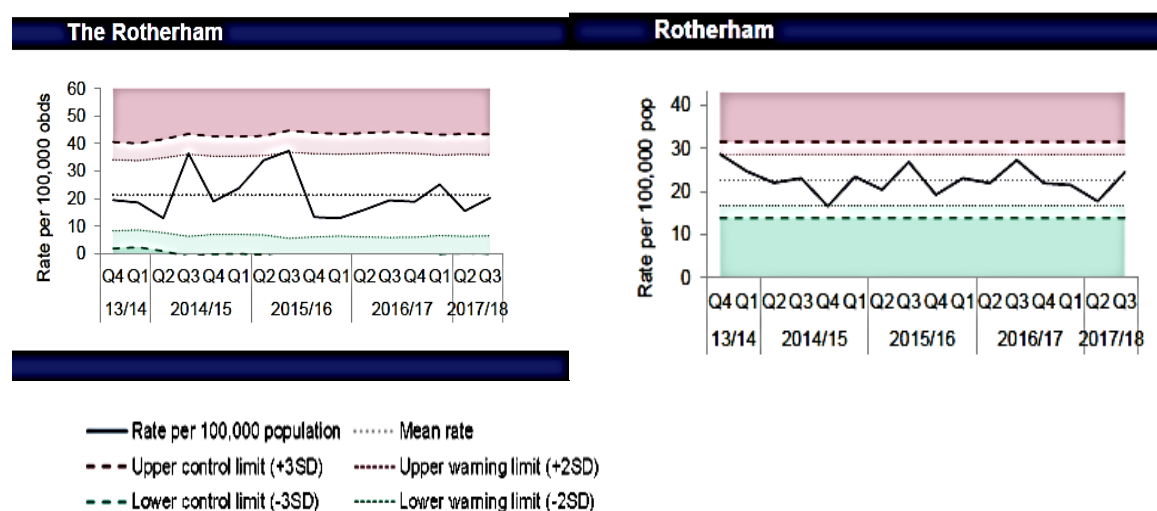 The Rotherham
Rate per 100,000 obds
60
50
40
30
20
10
0
Q4 Q1 Q2 Q3 Q4 Q1 Q2 Q3 Q4 Q1 Q2 Q3 Q4 Q1 Q2 Q3
13/14 2014/15 2015/16 2016/17 2017/18
Rotherham
Rate per 100,000 pop
40
30
20
10
0
Q4 Q1 Q2 Q3 Q4 Q1 Q2 Q3 Q4 Q1 Q2 Q3 Q4 Q1 Q2 Q3
13/14 2014/15 2015/16 2016/17 2017/18
Rate per 100,000 population Mean rate
Upper control limit (+3SD) Upper warning limit (+2SD)
Lower control limit (-3SD) Lower warning limit (-2SD)